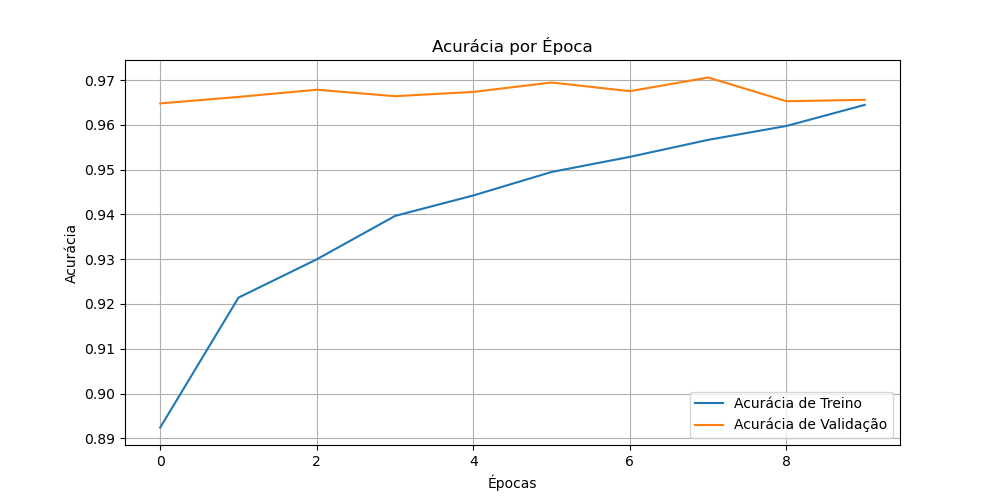 Acurácia por Época
Acurácia
0.97
0.96
0.95
0.94
0.93
0.92
0.91
0.90
0.89
0 2 4 6 8
Épocas
Acurácia de Treino
Acurácia de Validação